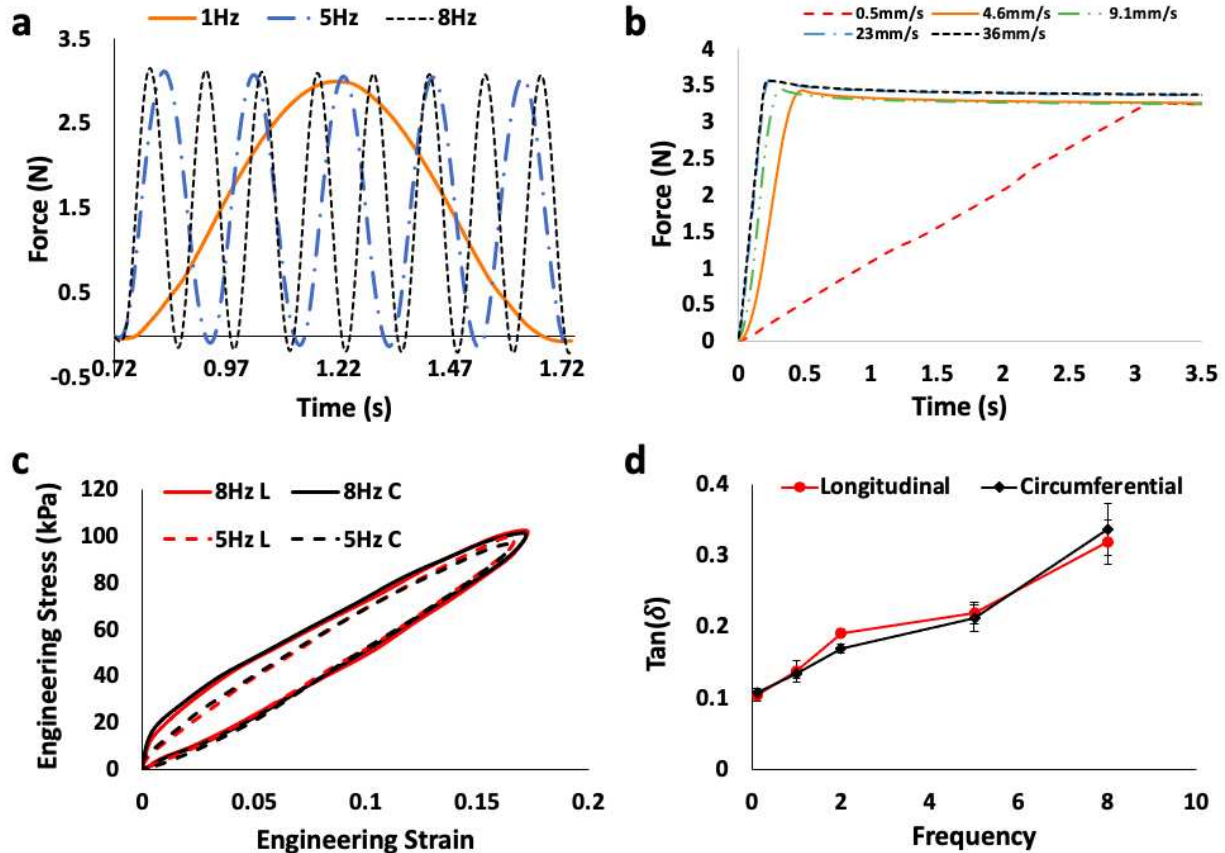 a
1Hz 5Hz 8Hz
3.5
2.5
1.5
0.5
-0.5
Force (N)
0.72 0.97 1.22 1.47 1.72
Time (s)
b
0.5mm/s 4.6mm/s 9.1mm/s
23mm/s 36mm/s
4
3.5
3
2.5
2
1.5
1
0.5
0
Force (N)
0 0.5 1 1.5 2 2.5 3 3.5
Time (s)
c
8Hz L 8Hz C
5Hz L 5Hz C
120
100
80
60
40
20
0
Engineering Stress (kPa)
0 0.05 0.1 0.15 0.2
Engineering Strain
d
Longitudinal Circumferential
0.4
0.3
0.2
0.1
0
Tan(δ)
0 2 4 6 8 10
Frequency